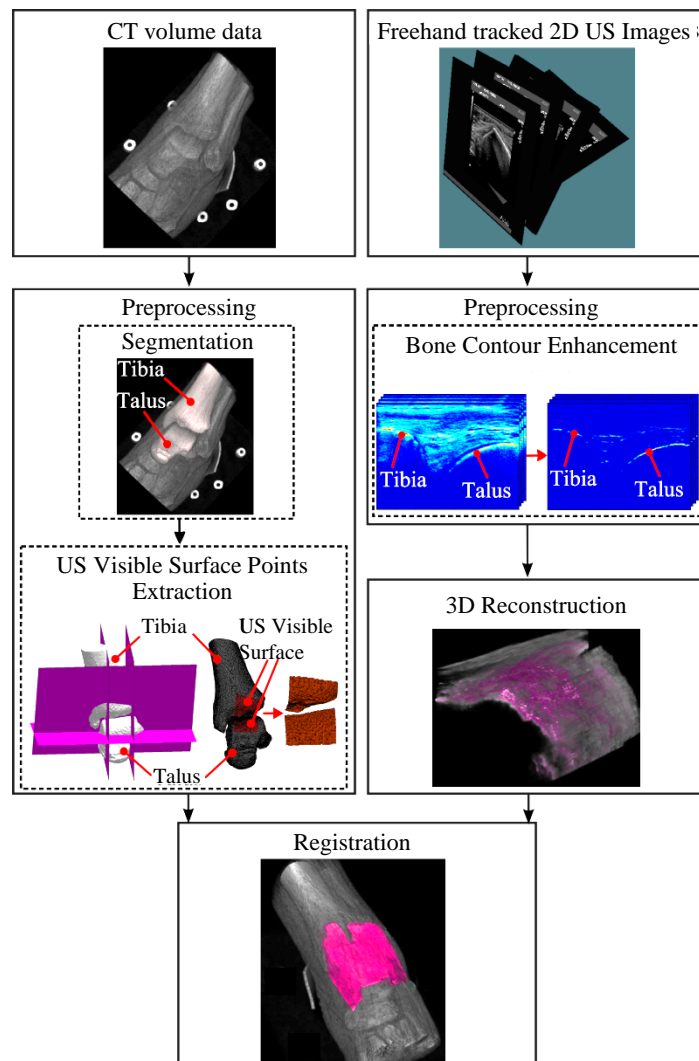 CT volume data
Freehand tracked 2D US Images
Preprocessing
Segmentation
Tibia
Talus
US Visible Surface Points
Extraction
Tibia
US Visible
Surface
Talus
Preprocessing
Bone Contour Enhancement
Tibia
Talus
Tibia
Talus
3D Reconstruction
Registration